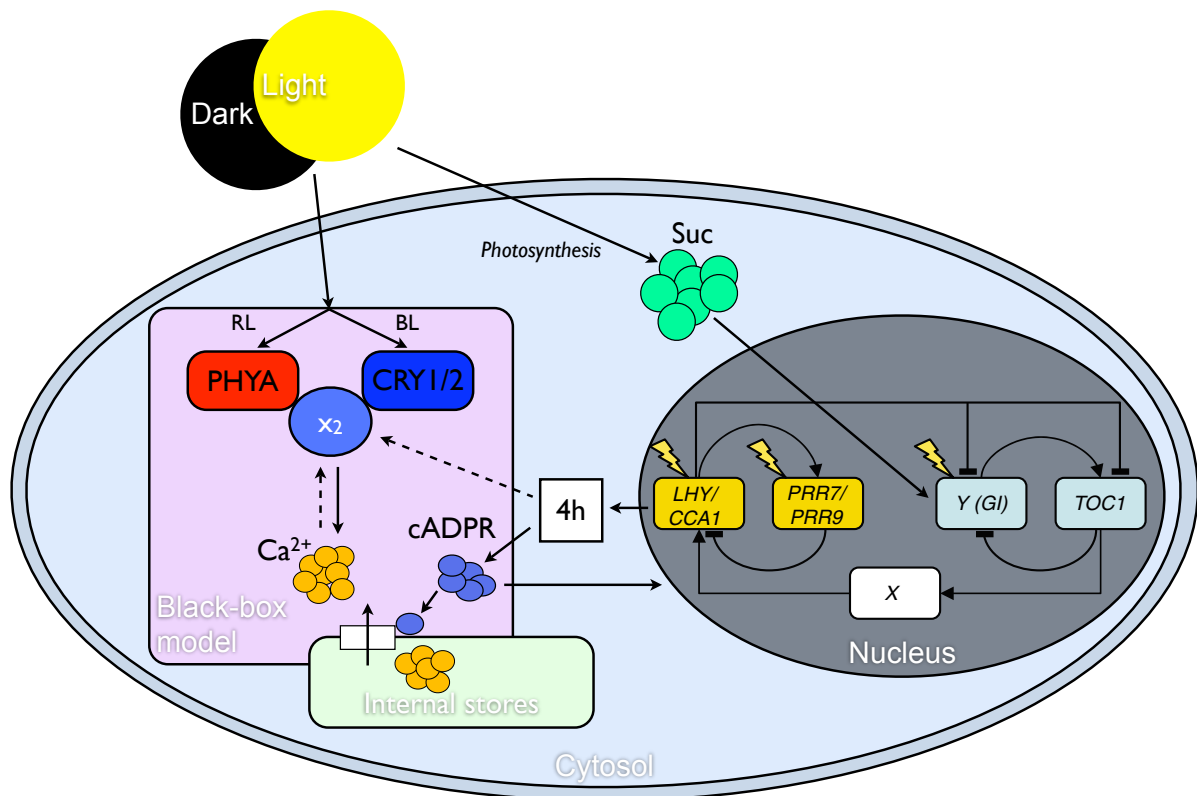 Light
Dark
Photosynthesis
Suc
RL
BL
PHYA
CRY1/2
x₂
4h
cADPR
Ca²⁺
Black-box
model
Internal stores
LHY/
CCA1
PRR7/
PRR9
Y (GI)
TOC1
X
Nucleus
Cytosol